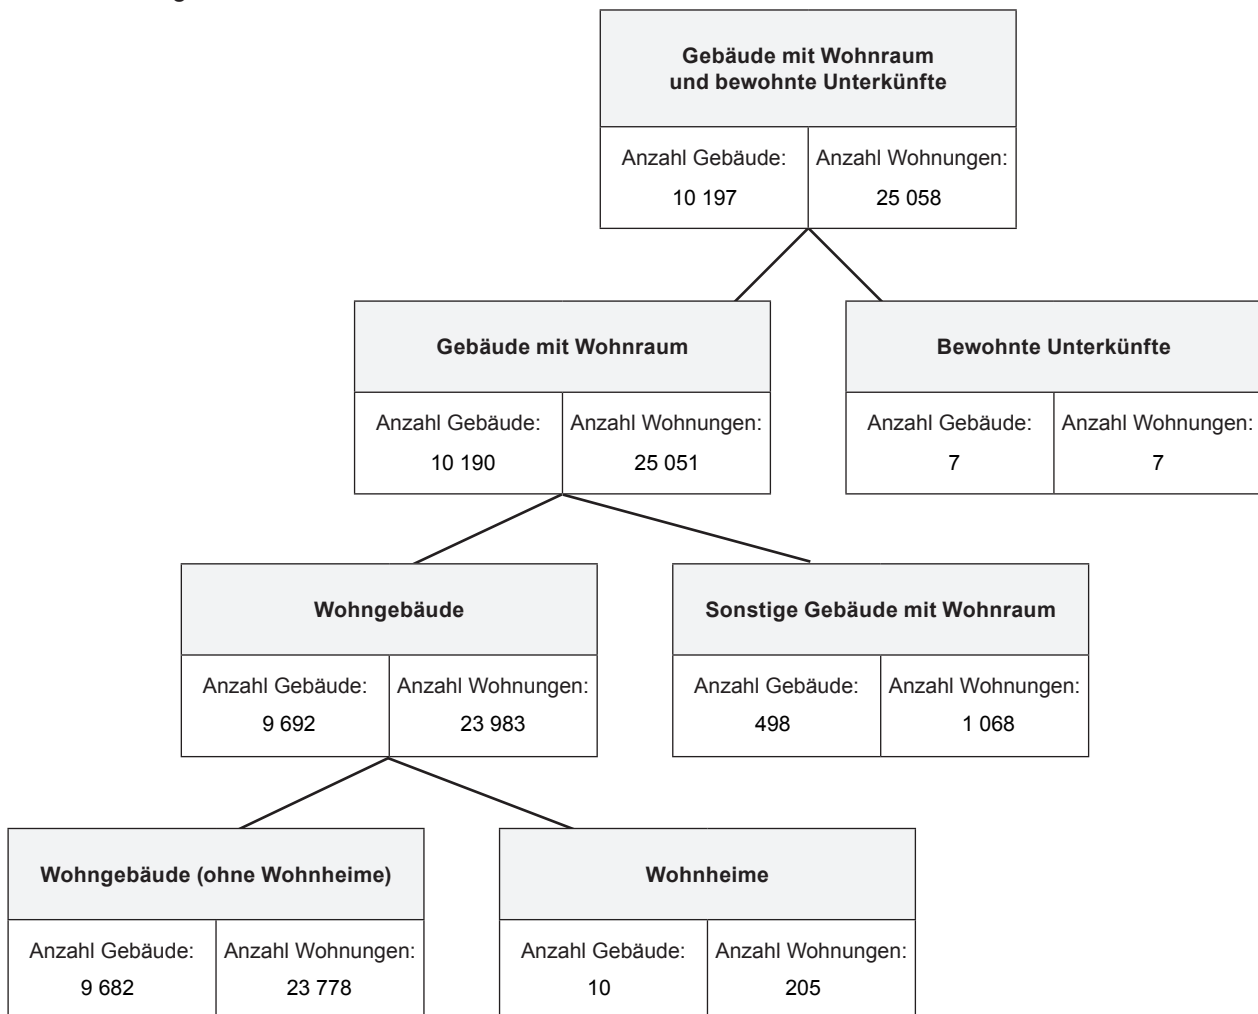 Gebäude mit Wohnraum
und bewohnte Unterkünfte
Anzahl Gebäude: Anzahl Wohnungen:
10 197 25 058
Gebäude mit Wohnraum
Anzahl Gebäude: Anzahl Wohnungen:
10 190 25 051
Bewohnte Unterkünfte
Anzahl Gebäude: Anzahl Wohnungen:
7 7
Wohngebäude
Anzahl Gebäude: Anzahl Wohnungen:
9 692 23 983
Sonstige Gebäude mit Wohnraum
Anzahl Gebäude: Anzahl Wohnungen:
498 1 068
Wohngebäude (ohne Wohnheime)
Anzahl Gebäude: Anzahl Wohnungen:
9 682 23 778
Wohnheime
Anzahl Gebäude: Anzahl Wohnungen:
10 205